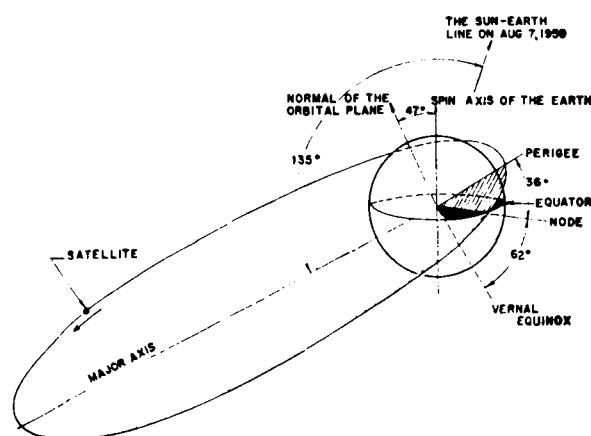 THE SUN-EARTH
LINE ON AUG 7, 1959
NORMAL OF THE
ORBITAL PLANE
47°
SPIN AXIS OF THE EARTH
135°
PERIGEE
36°
EQUATOR
NODE
62°
SATELLITE
VERNAL
EQUINOX
MAJOR AXIS